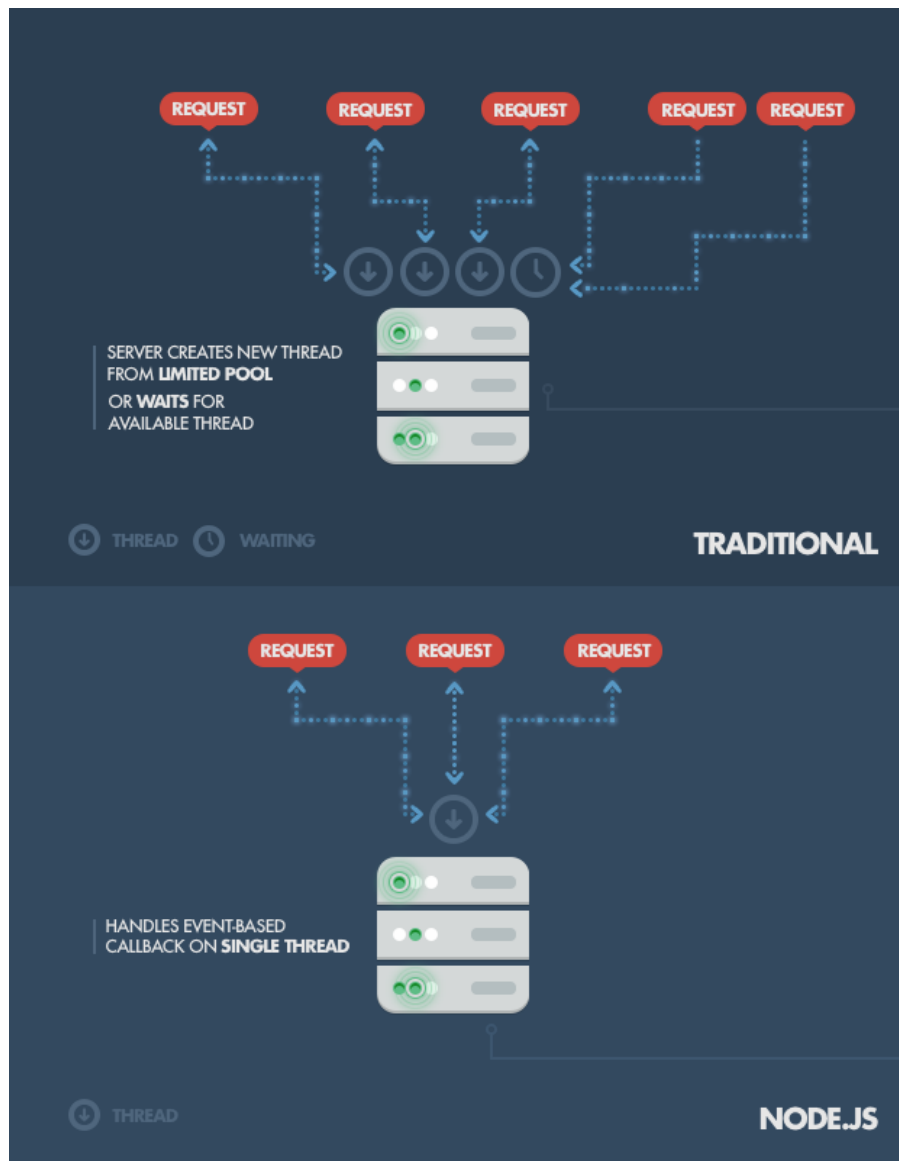 REQUEST
REQUEST
REQUEST
REQUEST
REQUEST
SERVER CREATES NEW THREAD
FROM LIMITED POOL
OR WAITS FOR
AVAILABLE THREAD
THREAD
WAITING
TRADITIONAL
REQUEST
REQUEST
REQUEST
HANDLES EVENT-BASED
CALLBACK ON SINGLE THREAD
THREAD
NODE.JS